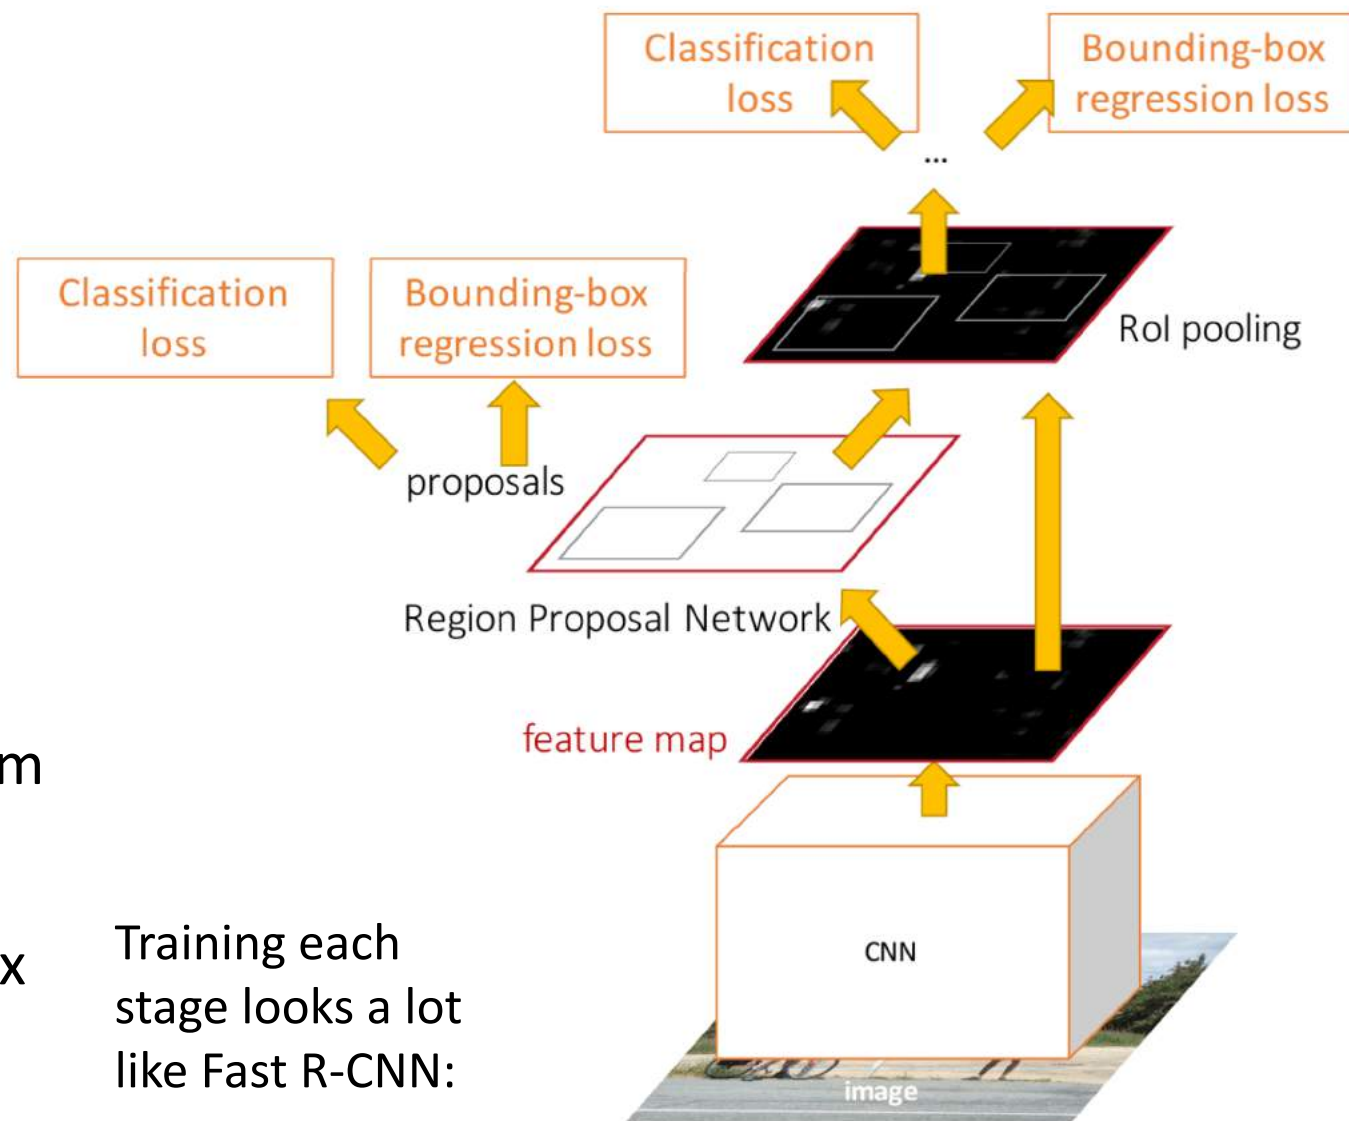 Classification
loss
Bounding-box
regression loss
...
Classification
loss
Bounding-box
regression loss
RoI pooling
proposals
Region Proposal Network
feature map
m
x
Training each
stage looks a lot
like Fast R-CNN:
CNN
image